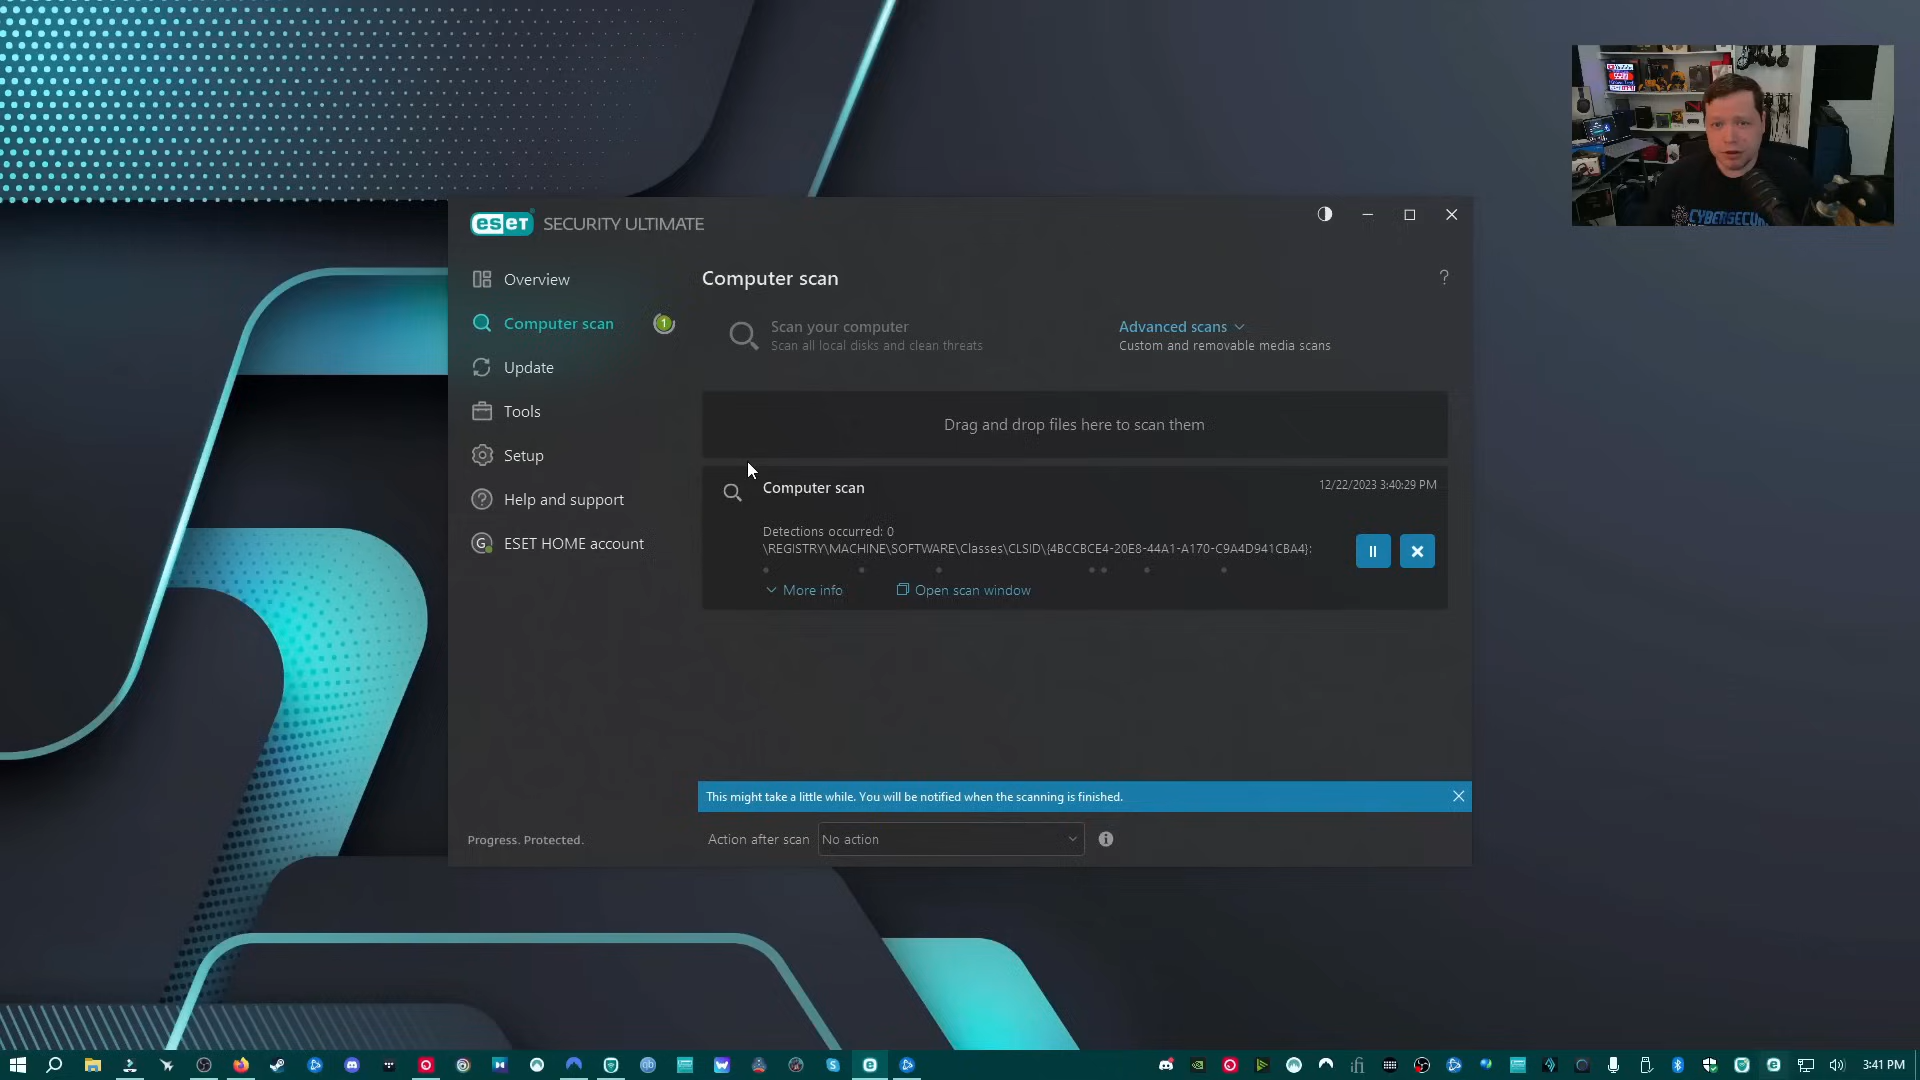 eset SECURITY ULTIMATE
Overview
Computer scan 1
Update
Tools
Setup
Help and support
G ESET HOME account
Progress. Protected.
Computer scan
?
Scan your computer
Scan all local disks and clean threats
Advanced scans
Custom and removable media scans
Drag and drop files here to scan them
Computer scan
12/22/2023 3:40:29 PM
Detections occurred: 0
\REGISTRY\MACHINE\SOFTWARE\Classes\CLSID\{4BCCBCE4-20E8-44A1-A170-C9A4D941CBA4}:
More info
Open scan window
This might take a little while. You will be notified when the scanning is finished.
Action after scan No action
CYBERSECU
3:41 PM